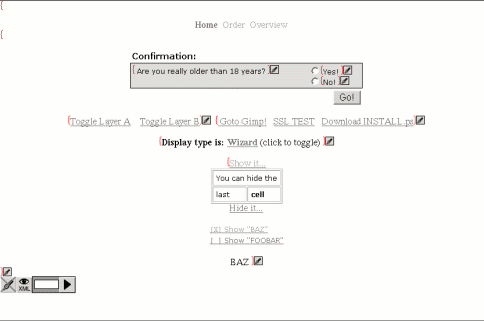 Home Order Overview
Confirmation:
Are you really older than 18 years?
Yes!
No!
Go!
Toggle Layer A Toggle Layer B Goto Gimp! SSL TEST Download INSTALL.pt
Display type is: Wizard (click to toggle)
Show it...
You can hide the
last cell
Hide it...
[X] Show "BAZ"
[ ] Show "FOOBAR"
BAZ
XML